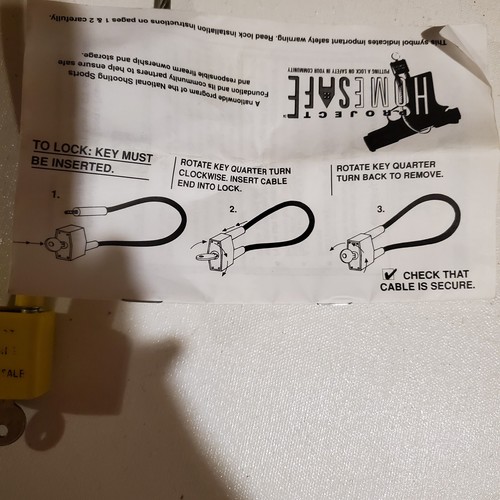 This symbol indicates important safety warning. Read lock installation instructions on pages 1 & 2 carefully.
PROJECT
HOMESAFE
PUTTING A LOCK ON SAFETY IN YOUR COMMUNITY
A nationwide program of the National Shooting Sports
Foundation and its community partners to help ensure safe
and responsible firearm ownership and storage.
TO LOCK: KEY MUST
BE INSERTED.
ROTATE KEY QUARTER TURN
CLOCKWISE. INSERT CABLE
END INTO LOCK.
ROTATE KEY QUARTER
TURN BACK TO REMOVE.
1.
2.
3.
CHECK THAT
CABLE IS SECURE.